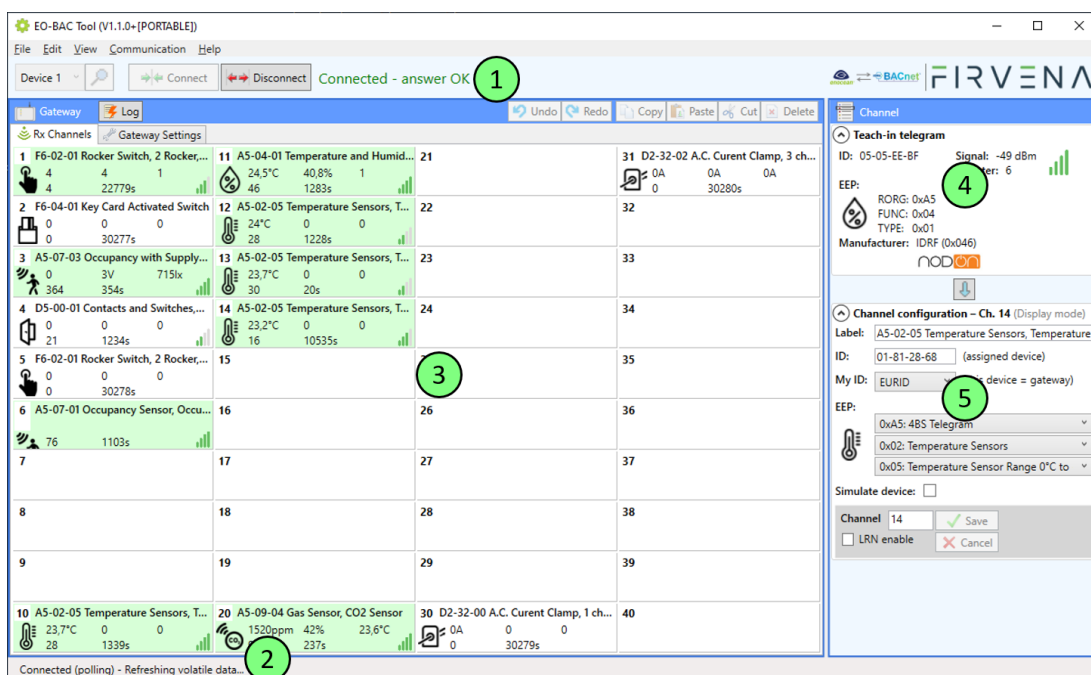 EO-BAC Tool (V1.1.0+[PORTABLE])
File Edit View Communication Help
Device 1 Connect Disconnect Connected - answer OK 1 BACnet FIRVENA
Gateway Log Undo Redo Copy Paste Cut Delete Channel
Rx Channels Gateway Settings
1 F6-02-01 Rocker Switch, 2 Rocker,...
4 4 1
4 22779s
2 F6-04-01 Key Card Activated Switch
0 0 0
0 30277s
3 A5-07-03 Occupancy with Supply...
0 3V 715lx
364 354s
4 D5-00-01 Contacts and Switches,...
0 0 0
21 1234s
5 F6-02-01 Rocker Switch, 2 Rocker,...
0 0 0
0 30278s
6 A5-07-01 Occupancy Sensor, Occu...
76 1103s
7
8
9
10 A5-02-05 Temperature Sensors, T...
23,7°C 0 0
28 1339s
11 A5-04-01 Temperature and Humid...
24,5°C 40,8% 1
46 1283s
12 A5-02-05 Temperature Sensors, T...
24°C 0 0
28 1228s
13 A5-02-05 Temperature Sensors, T...
23,7°C 0 0
30 20s
14 A5-02-05 Temperature Sensors, T...
23,2°C 0 0
16 10535s
15
16
17
18
19
20 A5-09-04 Gas Sensor, CO2 Sensor
1520ppm 42% 23,6°C
237s
2
21
22
23
24
3
26
27
28
29
30 D2-32-00 A.C. Curent Clamp, 1 ch...
0A 0 0
0 30279s
31 D2-32-02 A.C. Curent Clamp, 3 ch...
0A 0A 0A
0 30280s
32
33
34
35
36
37
38
39
40
Teach-in telegram
ID: 05-05-EE-BF Signal: -49 dBm
6
4
EEP:
RORG: 0xA5
FUNC: 0x04
TYPE: 0x01
Manufacturer: IDRF (0x046)
NODON
Channel configuration – Ch. 14 (Display mode)
Label: A5-02-05 Temperature Sensors, Temperature
ID: 01-81-28-68 (assigned device)
My ID: EURID device = gateway)
5
EEP:
0xA5: 4BS Telegram
0x02: Temperature Sensors
0x05: Temperature Sensor Range 0°C to
Simulate device:
Channel 14 Save
LRN enable Cancel
Connected (polling) - Refreshing volatile data...